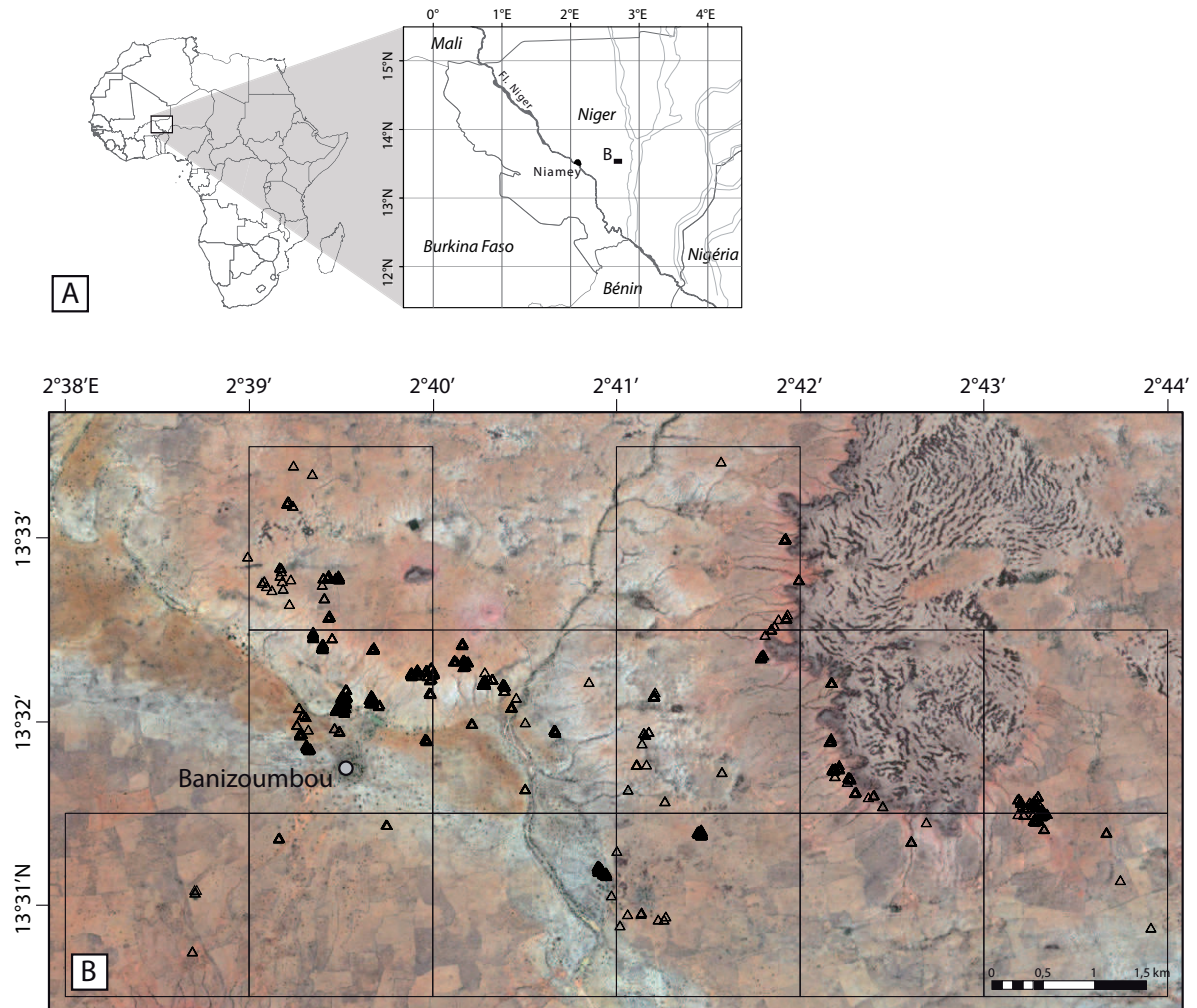 0° 1°E 2°E 3°E 4°E
15°N
14°N
13°N
12°N
Mali
Fl. Niger
Niger
B
Niamey
Burkina Faso
Bénin
Nigéria
A
2°38'E 2°39' 2°40' 2°41' 2°42' 2°43' 2°44'
13°33'
13°32'
13°31'N
Banizoumbou
B
0 0,5 1 1,5 km